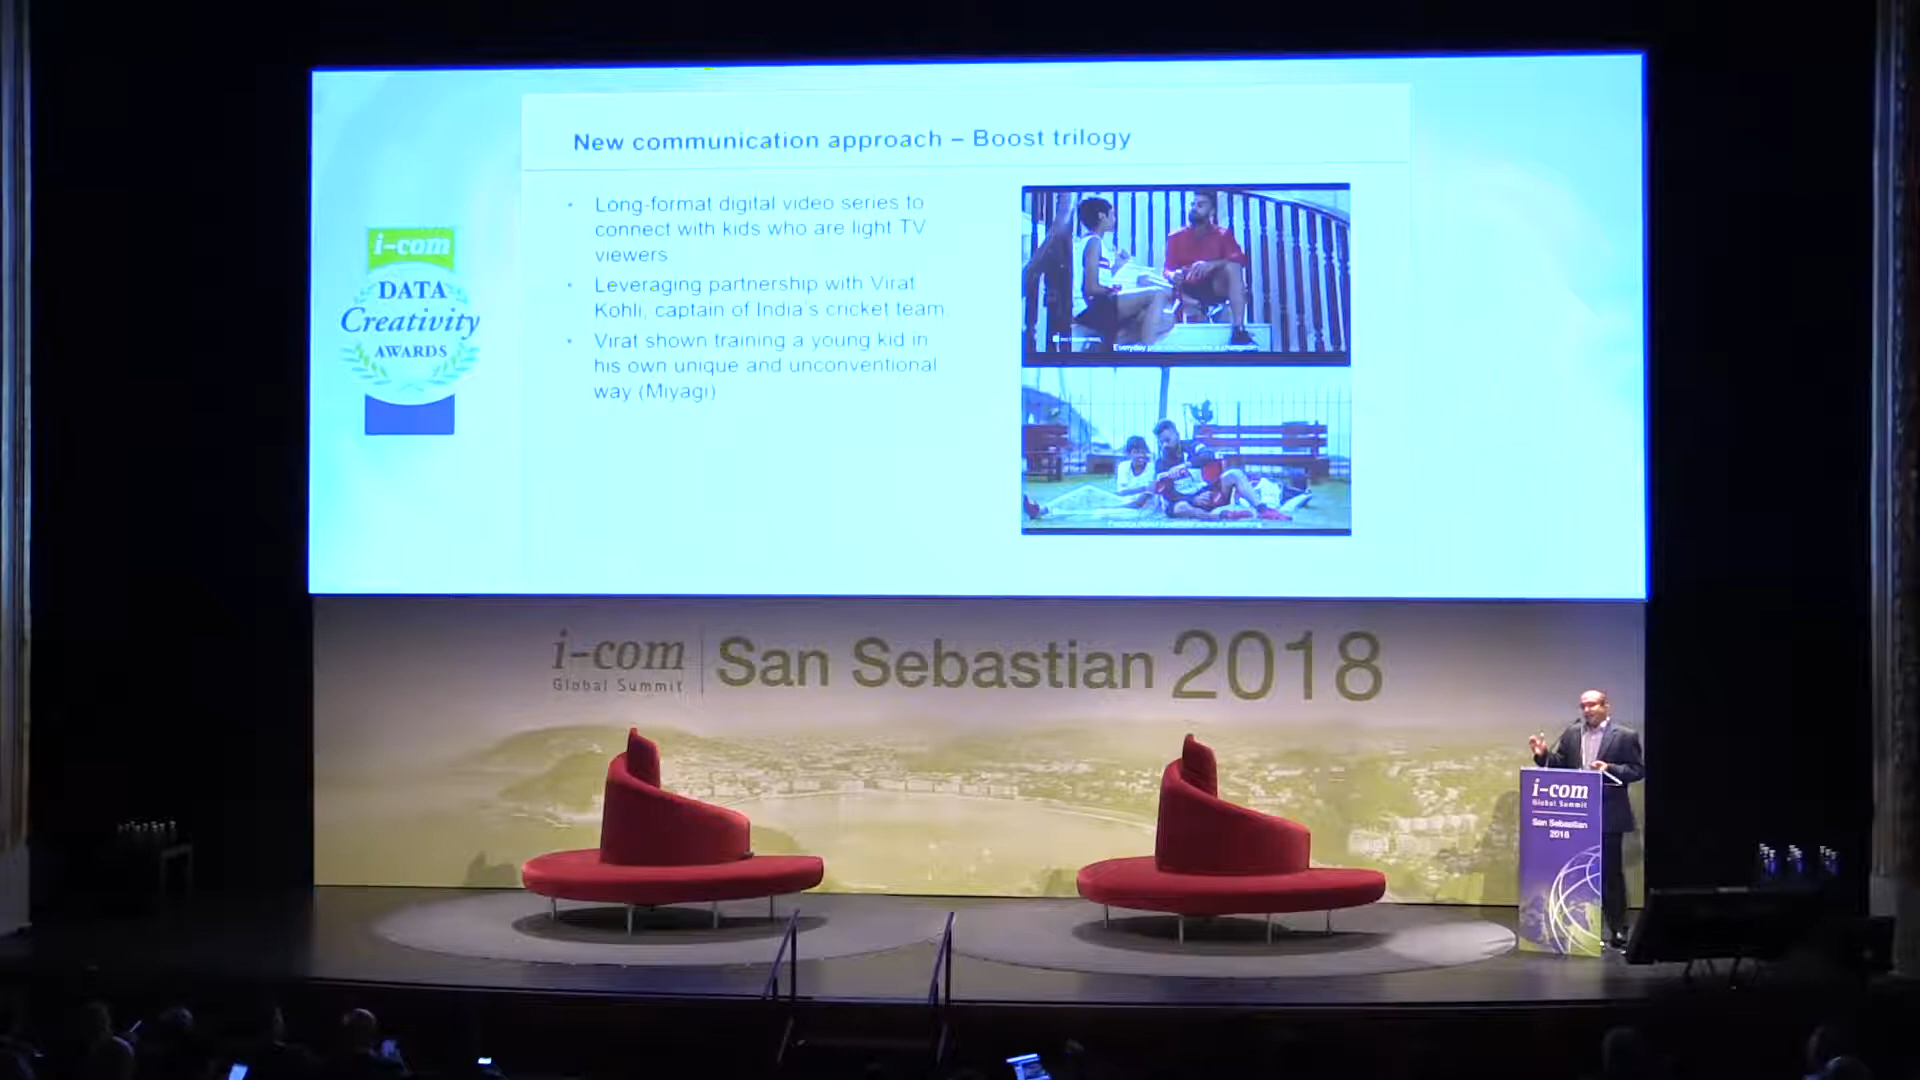 New communication approach – Boost trilogy
• Long-format digital video series to
connect with kids who are light TV
viewers
• Leveraging partnership with Virat
Kohli, captain of India's cricket team.
• Virat shown training a young kid in
his own unique and unconventional
way (Miyagi)
i-com
DATA
Creativity
AWARDS
i-com
Global Summit
San Sebastian 2018
i-com
Global Summit
San Sebastian
2018